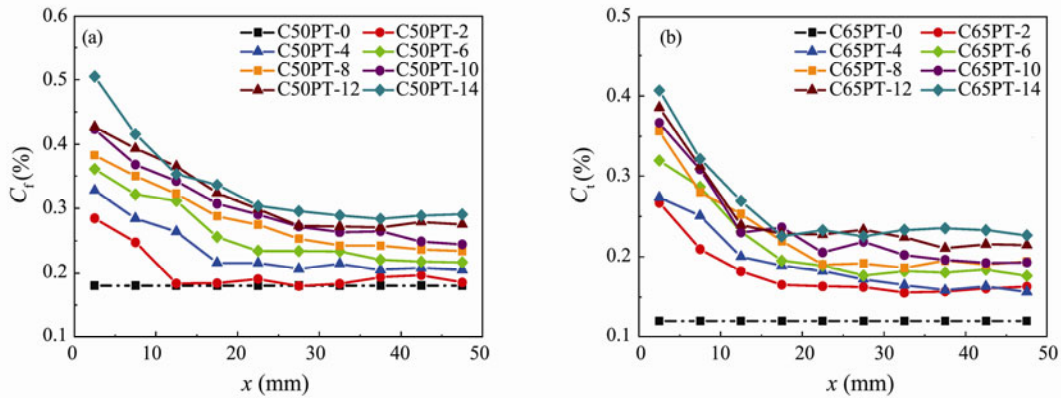 0.6
(a)
C50PT-0 C50PT-2
C50PT-4 C50PT-6
C50PT-8 C50PT-10
C50PT-12 C50PT-14
0.5
0.4
0.3
0.2
0.1
Cf (%)
0 10 20 30 40 50
x (mm)
0.5
(b)
C65PT-0 C65PT-2
C65PT-4 C65PT-6
C65PT-8 C65PT-10
C65PT-12 C65PT-14
0.4
0.3
0.2
0.1
Ct (%)
0 10 20 30 40 50
x (mm)